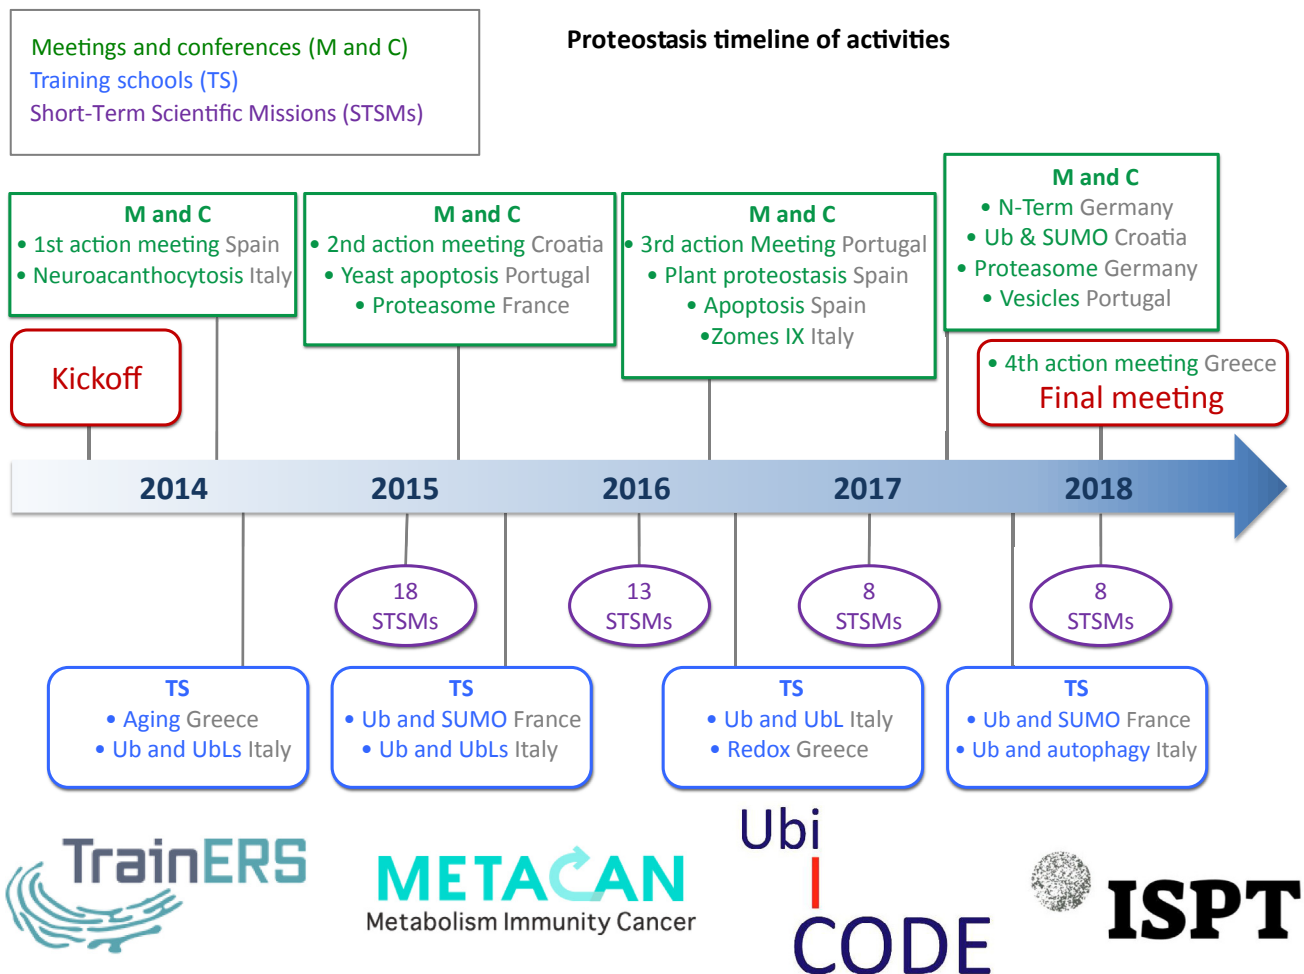 Meetings and conferences (M and C)
Training schools (TS)
Short-Term Scientific Missions (STSMs)
Proteostasis timeline of activities
M and C
• 1st action meeting Spain
• Neuroacanthocytosis Italy
M and C
• 2nd action meeting Croatia
• Yeast apoptosis Portugal
• Proteasome France
M and C
• 3rd action Meeting Portugal
• Plant proteostasis Spain
• Apoptosis Spain
•Zomes IX Italy
M and C
• N-Term Germany
• Ub & SUMO Croatia
• Proteasome Germany
• Vesicles Portugal
Kickoff
• 4th action meeting Greece
Final meeting
2014
2015
2016
2017
2018
18
STSMs
13
STSMs
8
STSMs
8
STSMs
TS
• Aging Greece
• Ub and UbLs Italy
TS
• Ub and SUMO France
• Ub and UbLs Italy
TS
• Ub and UbL Italy
• Redox Greece
TS
• Ub and SUMO France
• Ub and autophagy Italy
TrainERS
METACAN
Metabolism Immunity Cancer
Ubi
CODE
ISPT